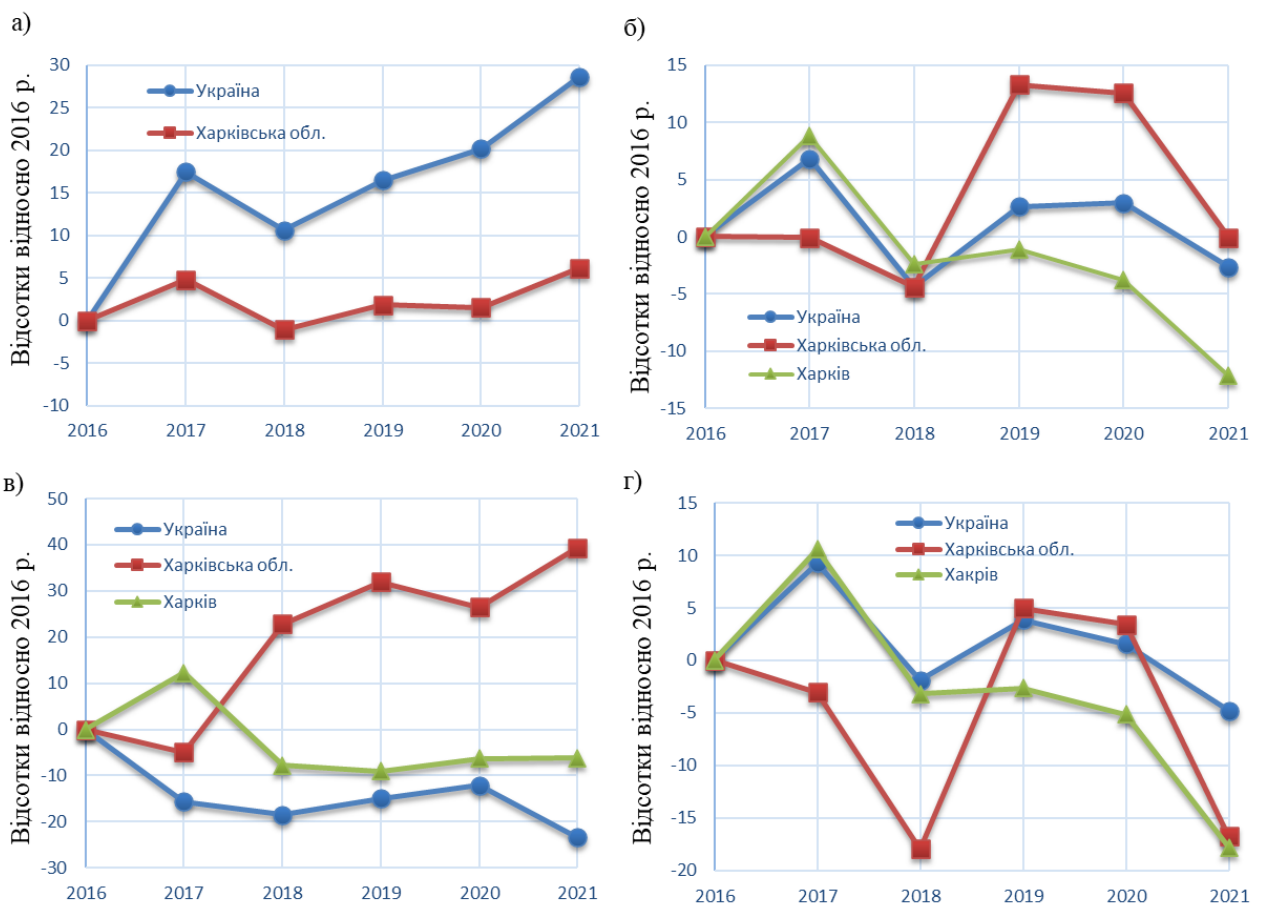 а)
Відсотки відносно 2016 р.
30
25
20
15
10
5
0
-5
-10
Україна
Харківська обл.
2016 2017 2018 2019 2020 2021
б)
Відсотки відносно 2016 р.
15
10
5
0
-5
-10
-15
Україна
Харківська обл.
Харків
2016 2017 2018 2019 2020 2021
в)
Відсотки відносно 2016 р.
50
40
30
20
10
0
-10
-20
-30
Україна
Харківська обл.
Харків
2016 2017 2018 2019 2020 2021
г)
Відсотки відносно 2016 р.
15
10
5
0
-5
-10
-15
-20
Україна
Харківська обл.
Хакрів
2016 2017 2018 2019 2020 2021